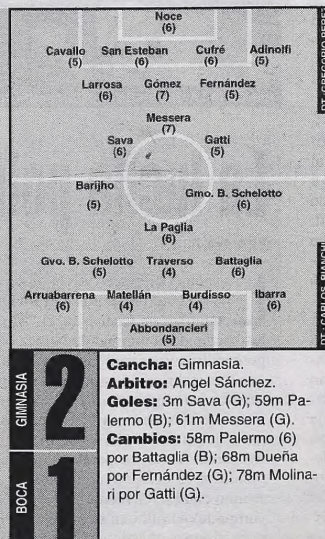 Noce
(6)
Cavallo San Esteban Cufré Adinolfi
(5) (6) (6) (5)
Larrosa Gómez Fernández
(6) (7) (5)
Messera
(7)
Sava Gatti
(6) (5)
Barijho Gmo. B. Schelotto
(5) (6)
La Paglia
(6)
Gvo. B. Schelotto Traverso Battaglia
(5) (4) (6)
Arruabarrena Matellán Burdisso Ibarra
(6) (4) (4) (6)
Abbondancieri
(5)
DT: CARLOS BIANCHI
GIMNASIA
2
BOCA
1
Cancha: Gimnasia.
Arbitro: Angel Sánchez.
Goles: 3m Sava (G); 59m Pa-
lermo (B); 61m Messera (G).
Cambios: 58m Palermo (6)
por Battaglia (B); 68m Dueña
por Fernández (G); 78m Molina-
ri por Gatti (G).